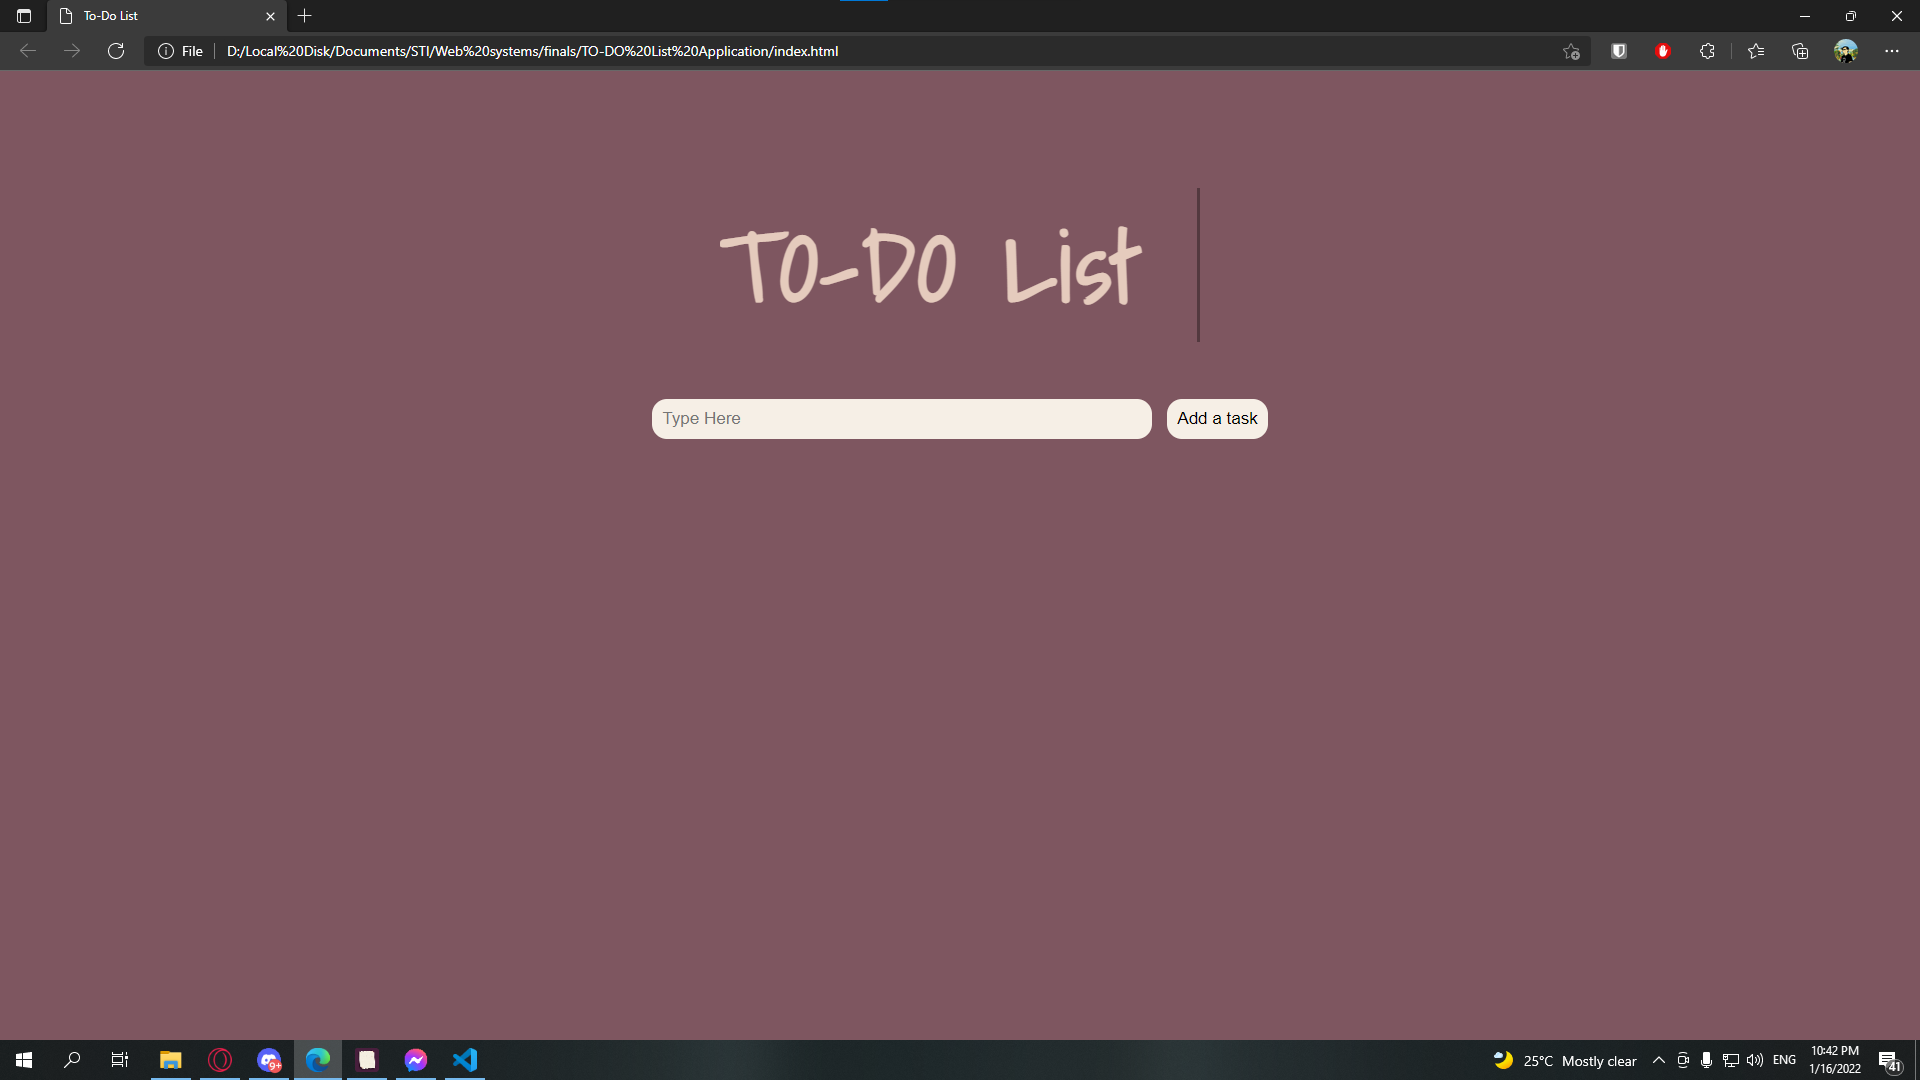 To-Do List
File
D:/Local%20Disk/Documents/STI/Web%20systems/finals/TO-DO%20List%20Application/index.html
TO-DO List
Type Here
Add a task
9+
25°C Mostly clear
ENG
10:42 PM
1/16/2022
41